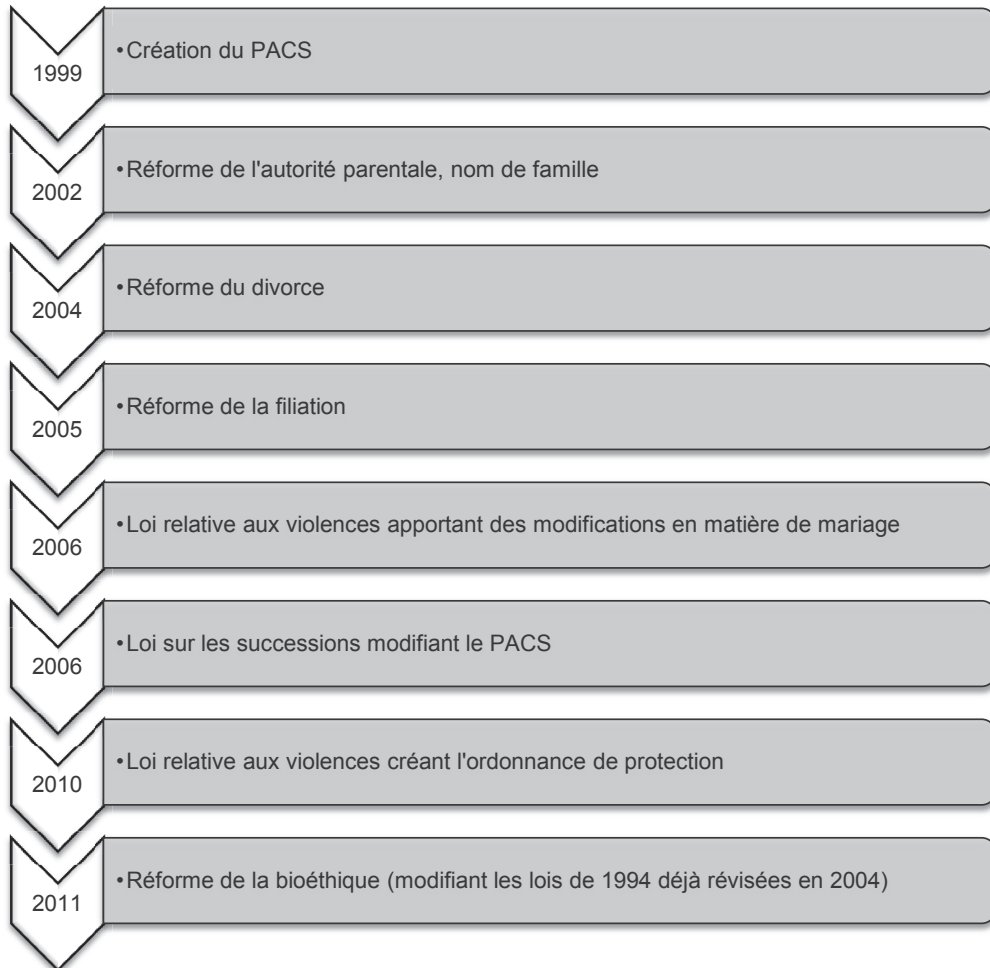 1999
•Création du PACS
2002
•Réforme de l'autorité parentale, nom de famille
2004
•Réforme du divorce
2005
•Réforme de la filiation
2006
•Loi relative aux violences apportant des modifications en matière de mariage
2006
•Loi sur les successions modifiant le PACS
2010
•Loi relative aux violences créant l'ordonnance de protection
2011
•Réforme de la bioéthique (modifiant les lois de 1994 déjà révisées en 2004)